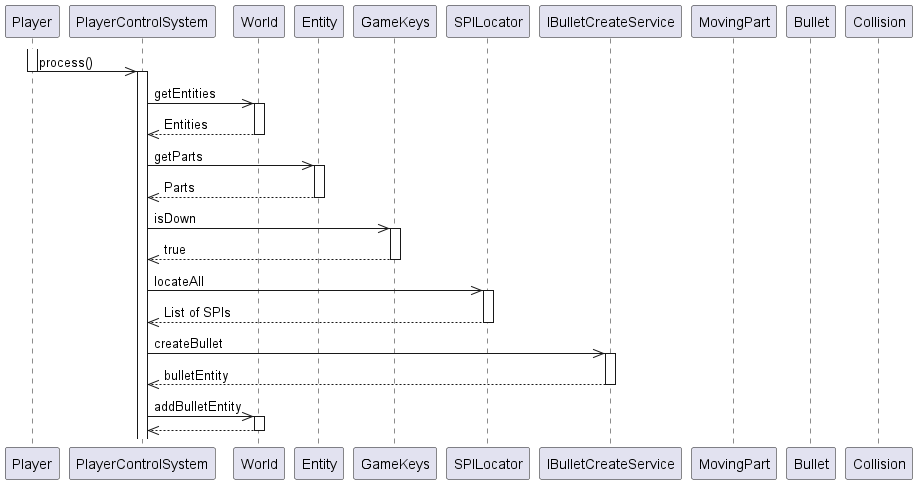 Player PlayerControlSystem World Entity GameKeys SPILocator IBulletCreateService MovingPart Bullet Collision
process()
getEntities
Entities
getParts
Parts
isDown
true
locateAll
List of SPIs
createBullet
bulletEntity
addBulletEntity
Player PlayerControlSystem World Entity GameKeys SPILocator IBulletCreateService MovingPart Bullet Collision